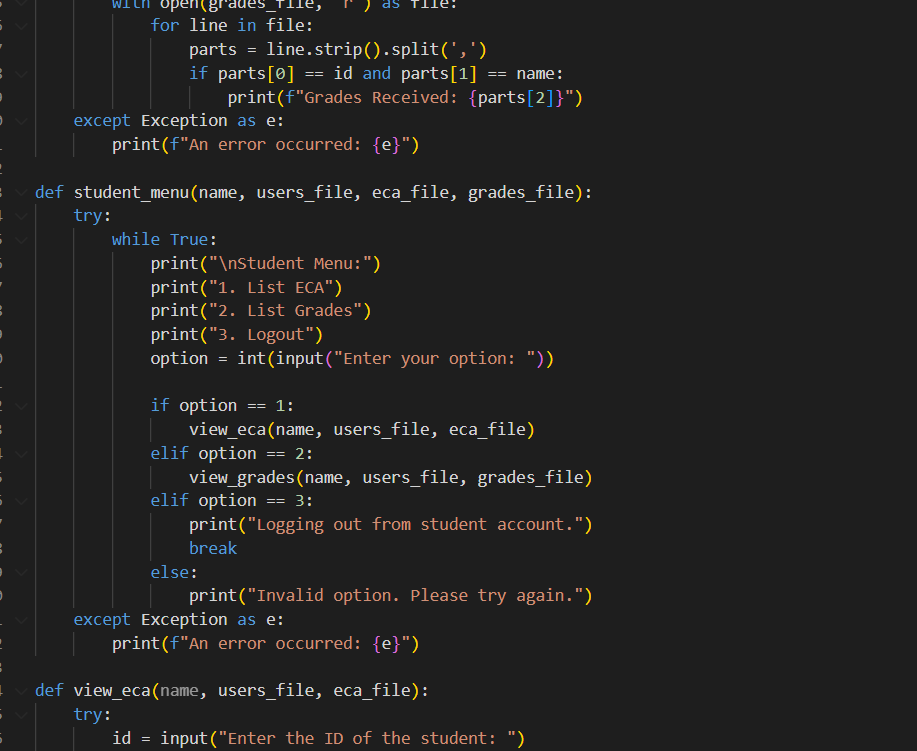 with open(grades_file, 'r') as file:
for line in file:
parts = line.strip().split(',')
if parts[0] == id and parts[1] == name:
print(f"Grades Received: {parts[2]}")
except Exception as e:
print(f"An error occurred: {e}")
def student_menu(name, users_file, eca_file, grades_file):
try:
while True:
print("\nStudent Menu:")
print("1. List ECA")
print("2. List Grades")
print("3. Logout")
option = int(input("Enter your option: "))
if option == 1:
view_eca(name, users_file, eca_file)
elif option == 2:
view_grades(name, users_file, grades_file)
elif option == 3:
print("Logging out from student account.")
break
else:
print("Invalid option. Please try again.")
except Exception as e:
print(f"An error occurred: {e}")
def view_eca(name, users_file, eca_file):
try:
id = input("Enter the ID of the student: ")